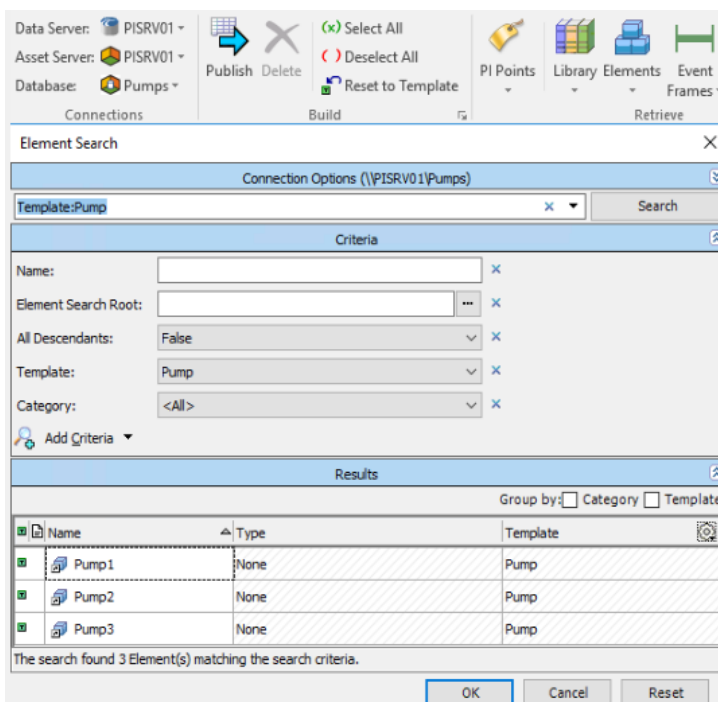 Data Server: PISRV01
Asset Server: PISRV01
Database: Pumps
Connections
Publish
Delete
(x) Select All
( ) Deselect All
Reset to Template
Build
PI Points
Library
Elements
Event
Frames
Retrieve
Element Search
Connection Options (\\PISRV01\Pumps)
Template:Pump
Search
Criteria
Name:
Element Search Root:
...
All Descendants: False
Template: Pump
Category: <All>
Add Criteria
Results
Group by: Category Template
Name Type Template
Pump1 None Pump
Pump2 None Pump
Pump3 None Pump
The search found 3 Element(s) matching the search criteria.
OK Cancel Reset